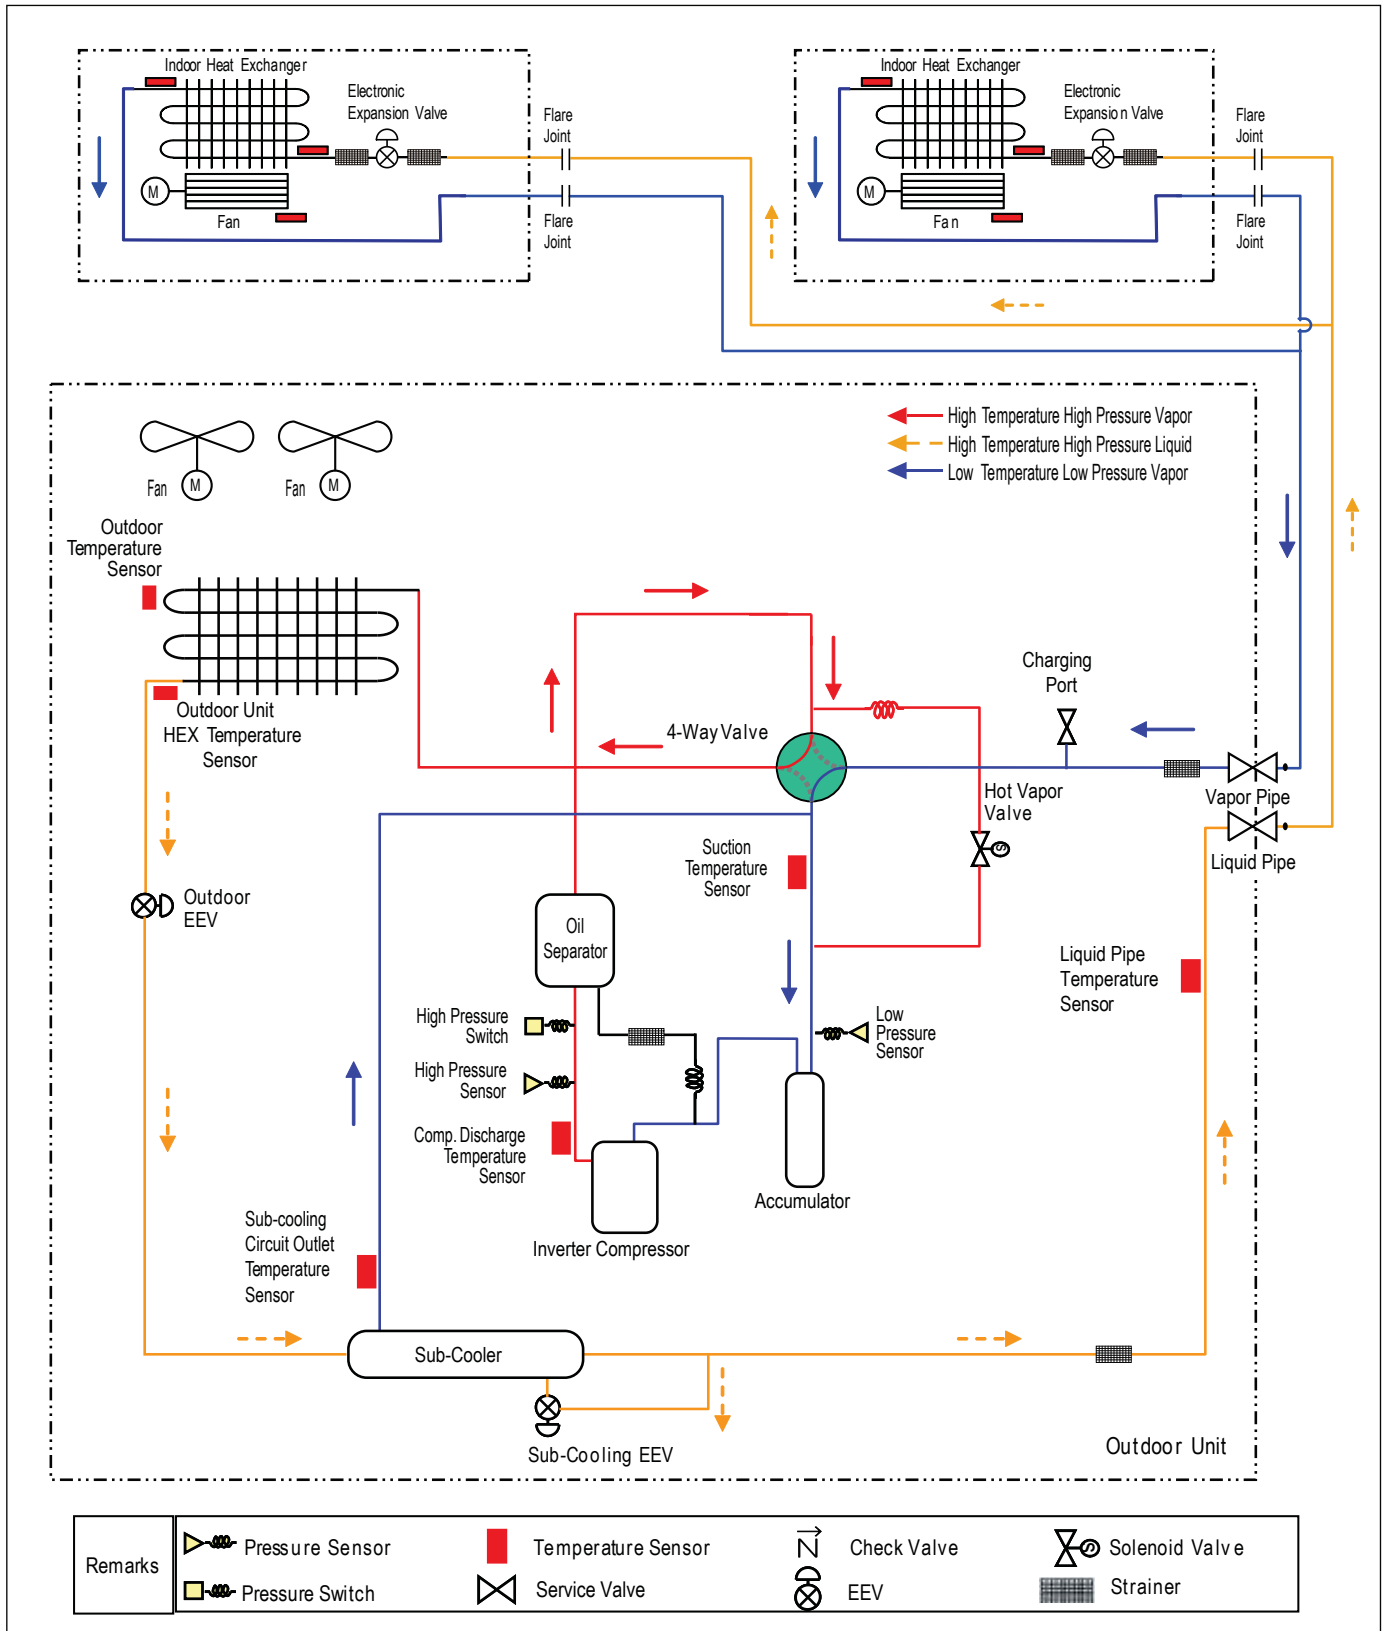 Indoor Heat Exchanger
Electronic
Expansion Valve
Flare
Joint
M
Fan
Flare
Joint
Indoor Heat Exchanger
Electronic
Expansion Valve
Flare
Joint
M
Fan
Flare
Joint
High Temperature High Pressure Vapor
High Temperature High Pressure Liquid
Low Temperature Low Pressure Vapor
Fan
M
Fan
M
Outdoor
Temperature
Sensor
Outdoor Unit
HEX Temperature
Sensor
4-Way Valve
Charging
Port
Hot Vapor
Valve
S
Vapor Pipe
Liquid Pipe
Outdoor
EEV
Suction
Temperature
Sensor
Oil
Separator
Liquid Pipe
Temperature
Sensor
High Pressure
Switch
Low
Pressure
Sensor
High Pressure
Sensor
Comp. Discharge
Temperature
Sensor
Accumulator
Inverter Compressor
Sub-cooling
Circuit Outlet
Temperature
Sensor
Sub-Cooler
Sub-Cooling EEV
Outdoor Unit
Remarks
Pressure Sensor
Temperature Sensor
Check Valve
S
Solenoid Valve
Pressure Switch
Service Valve
EEV
Strainer